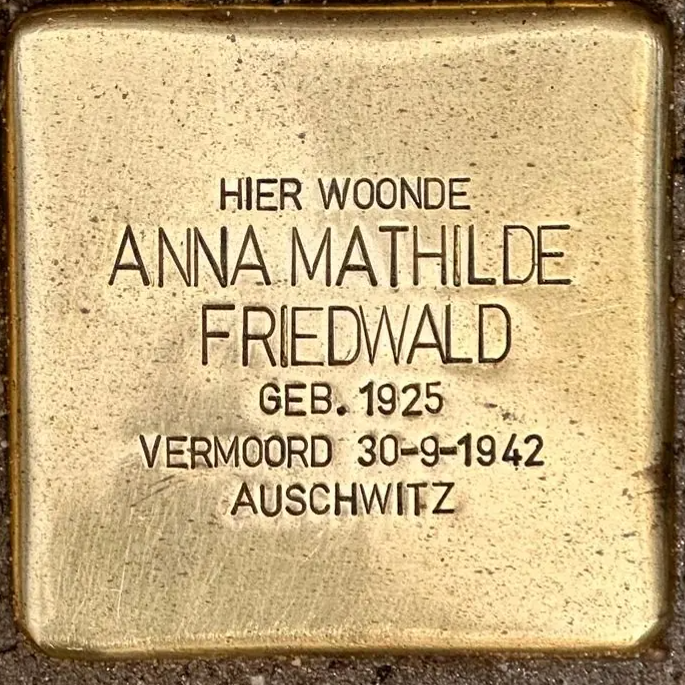 HIER WOONDE
ANNA MATHILDE
FRIEDWALD
GEB. 1925
VERMOORD 30-9-1942
AUSCHWITZ